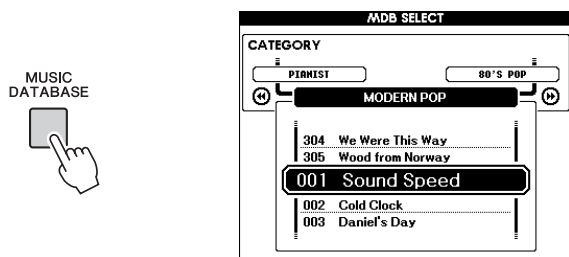 MUSIC
DATABASE
MDB SELECT
CATEGORY
PIANIST
80'S POP
MODERN POP
304 We Were This Way
305 Wood from Norway
001 Sound Speed
002 Cold Clock
003 Daniel's Day